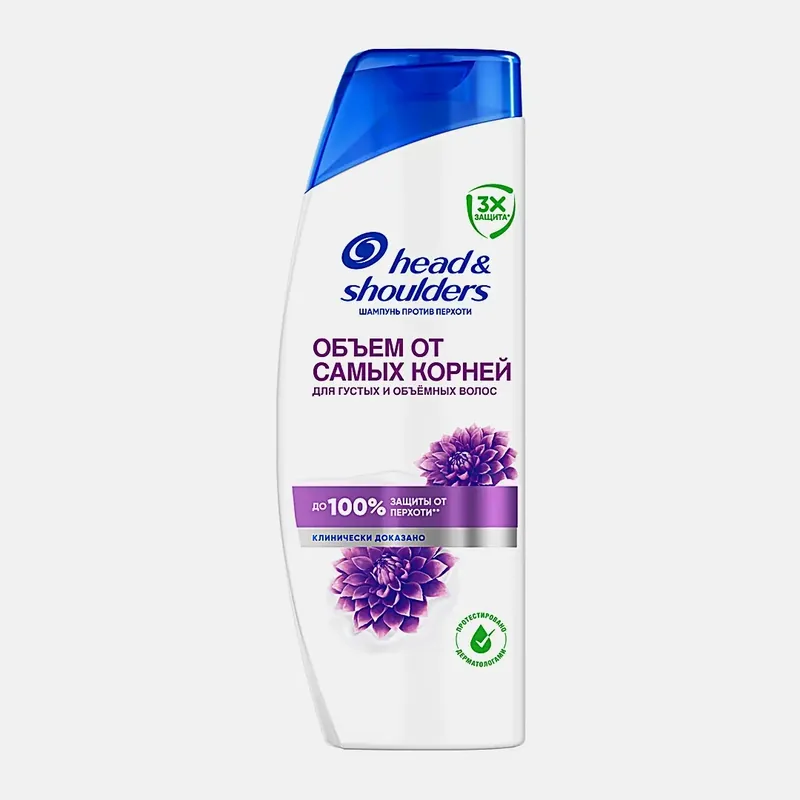 3X
ЗАЩИТА*
head &
shoulders
ШАМПУНЬ ПРОТИВ ПЕРХОТИ
ОБЪЕМ ОТ
САМЫХ КОРНЕЙ
ДЛЯ ГУСТЫХ И ОБЪЁМНЫХ ВОЛОС
ДО 100% ЗАЩИТЫ ОТ
ПЕРХОТИ**
КЛИНИЧЕСКИ ДОКАЗАНО
ПРОТЕСТИРОВАНО
ДЕРМАТОЛОГАМИ